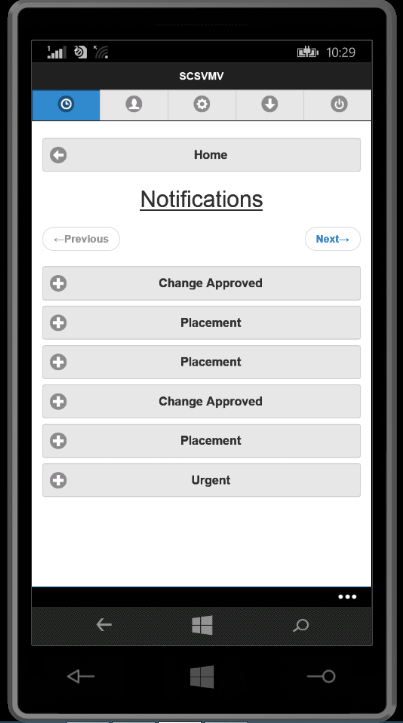 10:29
SCSVMV
Home
Notifications
←Previous
Next→
Change Approved
Placement
Placement
Change Approved
Placement
Urgent